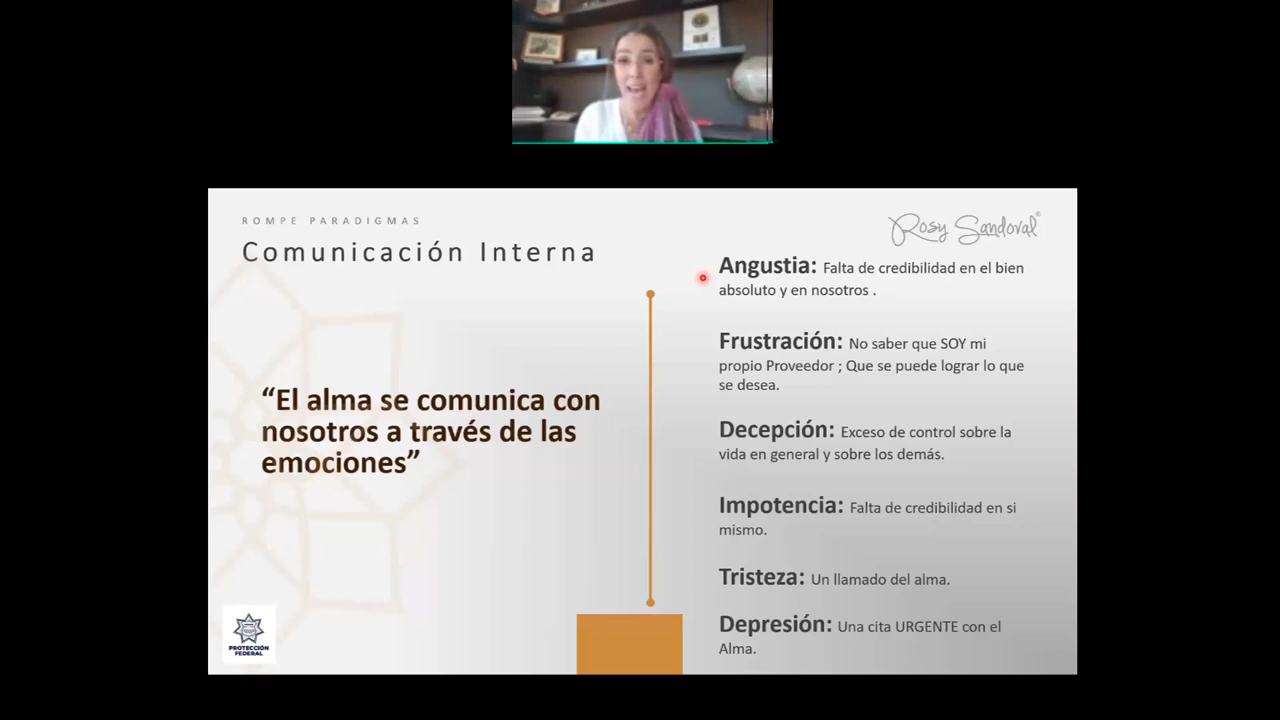 ROMPE PARADIGMAS
Comunicación Interna
Rosy Sandoval®
“El alma se comunica con
nosotros a través de las
emociones”
Angustia: Falta de credibilidad en el bien
absoluto y en nosotros .
Frustración: No saber que SOY mi
propio Proveedor ; Que se puede lograr lo que
se desea.
Decepción: Exceso de control sobre la
vida en general y sobre los demás.
Impotencia: Falta de credibilidad en si
mismo.
Tristeza: Un llamado del alma.
Depresión: Una cita URGENTE con el
Alma.
PROTECCIÓN
FEDERAL